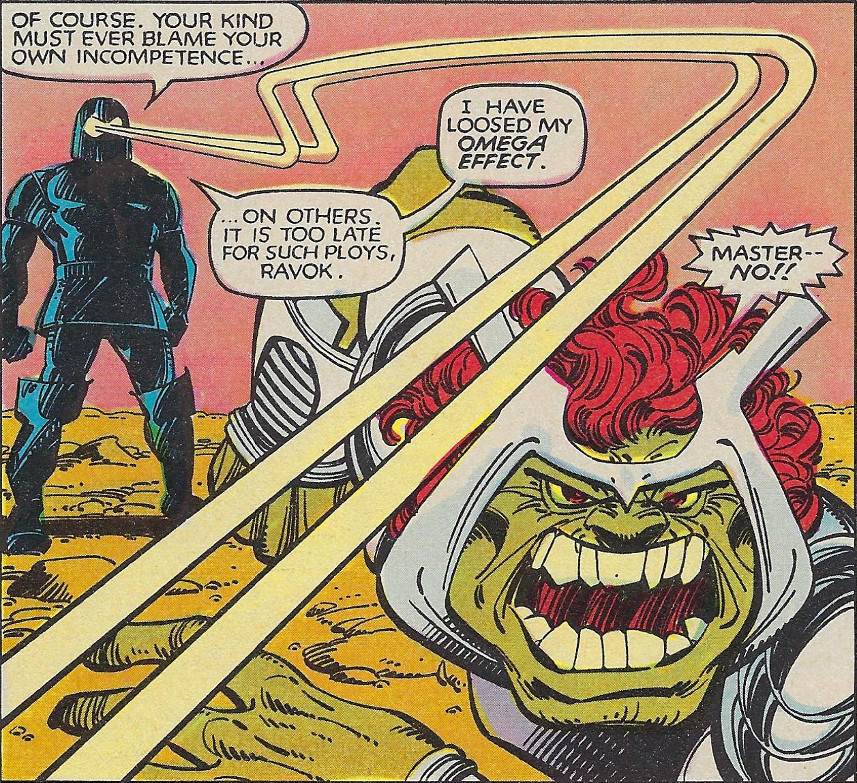 OF COURSE. YOUR KIND
MUST EVER BLAME YOUR
OWN INCOMPETENCE...
...ON OTHERS.
IT IS TOO LATE
FOR SUCH PLOYS,
RAVOK.
I HAVE
LOOSED MY
OMEGA
EFFECT.
MASTER--
NO!!